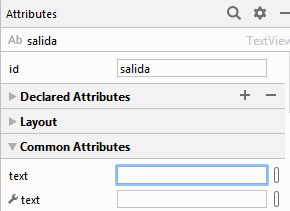 Attributes
Ab salida TextView
id salida
Declared Attributes
Layout
Common Attributes
text
text